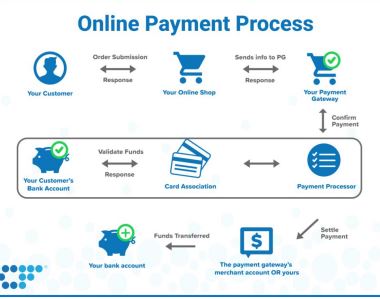 Online Payment Process
Order Submission
Sends info to PG
Response
Response
Your Customer
Your Online Shop
Your Payment
Gateway
Confirm
Payment
Validate Funds
Response
Your Customer's
Bank Account
Card Association
Payment Processor
Funds Transferred
Settle
Payment
$
Your bank account
The payment gateway's
merchant account OR yours